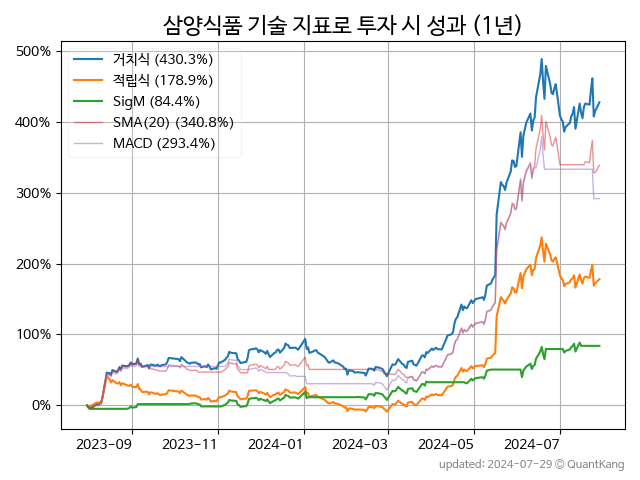 삼양식품 기술 지표로 투자 시 성과 (1년)
500%
400%
300%
200%
100%
0%
거치식 (430.3%)
적립식 (178.9%)
SigM (84.4%)
SMA(20) (340.8%)
MACD (293.4%)
2023-09 2023-11 2024-01 2024-03 2024-05 2024-07
updated: 2024-07-29 © QuantKang